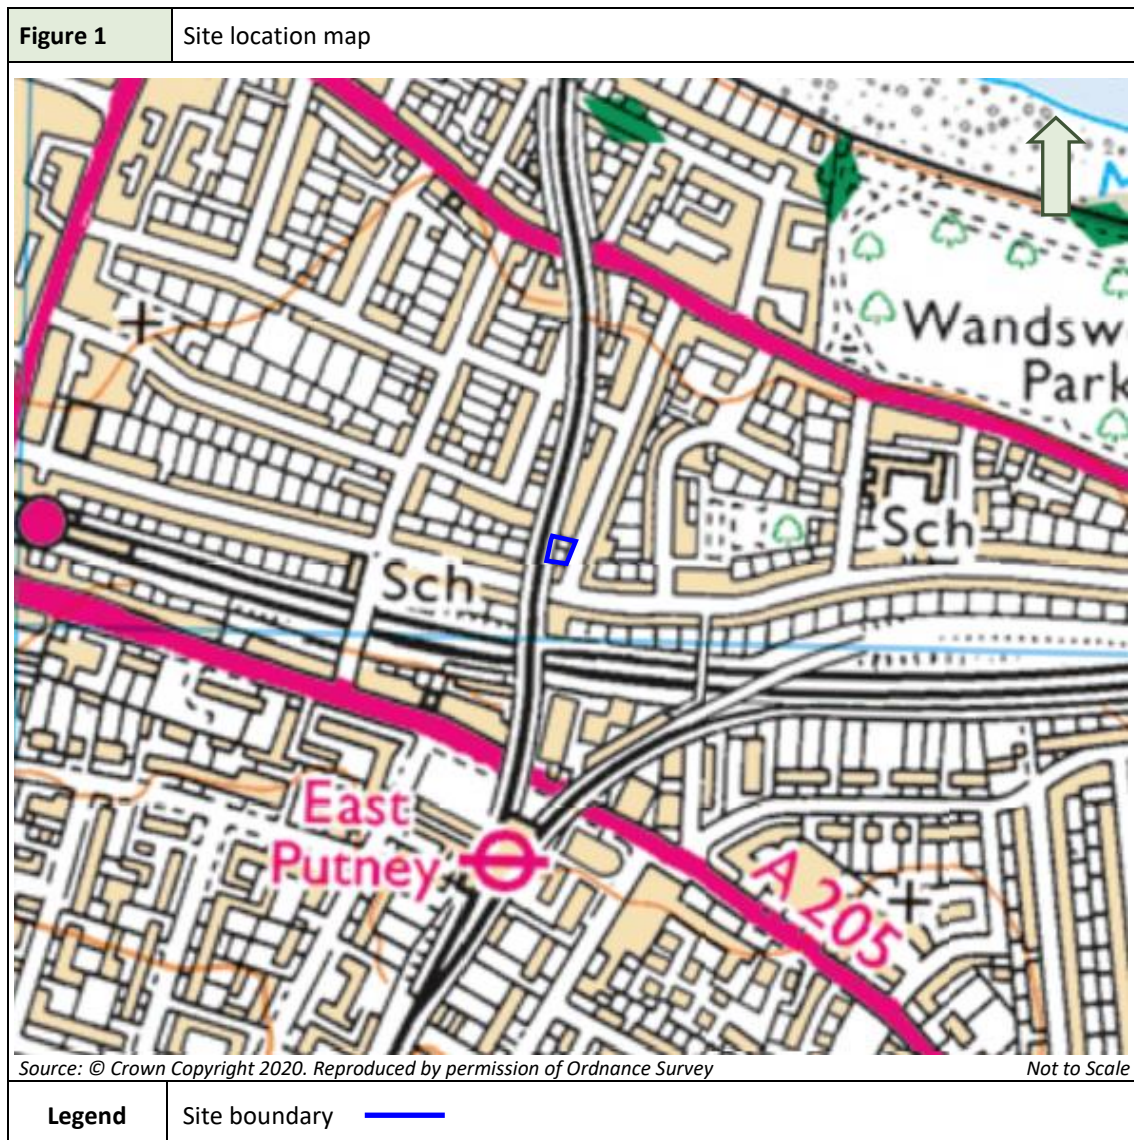 Figure 1
Site location map
Wandsw
Park
Sch
Sch
East
Putney
A 205
Source: © Crown Copyright 2020. Reproduced by permission of Ordnance Survey
Not to Scale
Legend
Site boundary